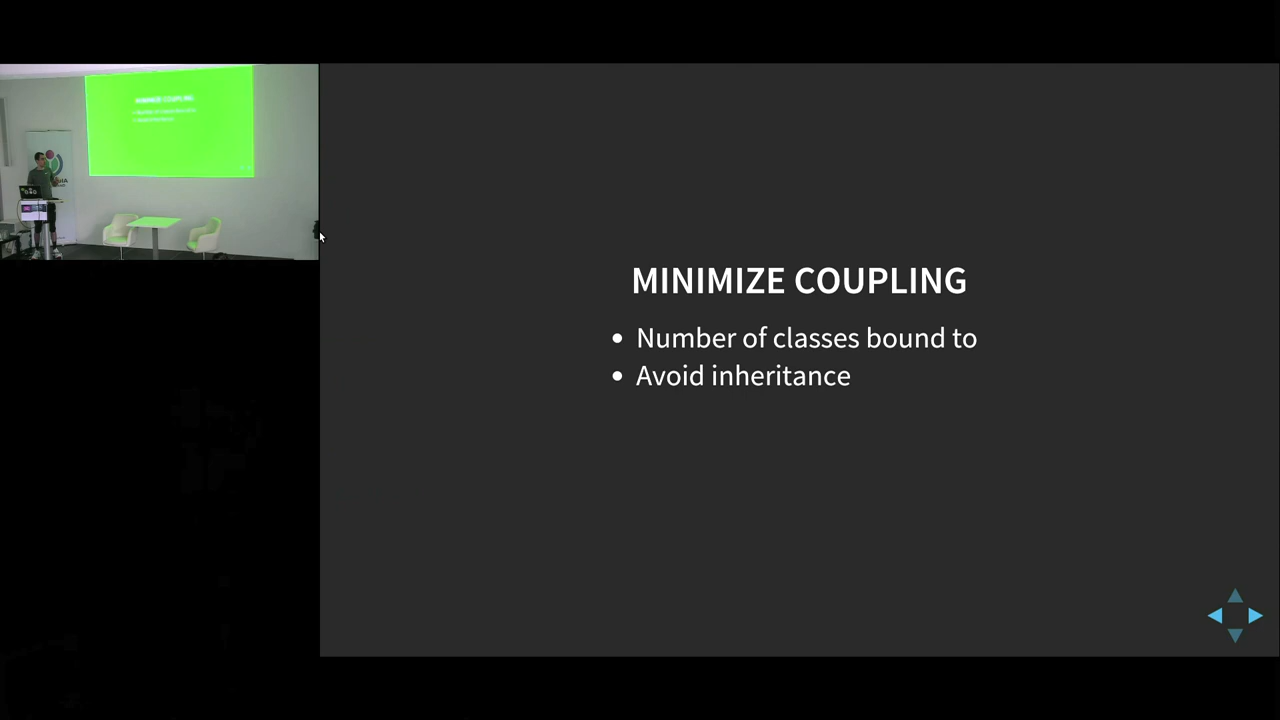 MINIMIZE COUPLING
Number of classes bound to
Avoid inheritance